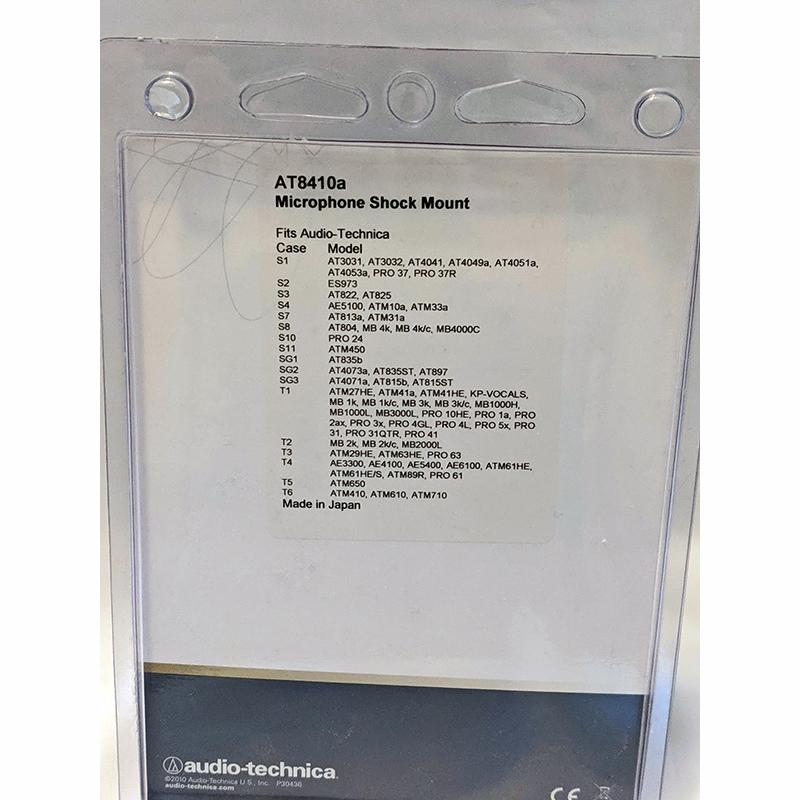 AT8410a
Microphone Shock Mount
Fits Audio-Technica
Case Model
S1 AT3031, AT3032, AT4041, AT4049a, AT4051a,
AT4053a, PRO 37, PRO 37R
S2 ES973
S3 AT822, AT825
S4 AE5100, ATM10a, ATM33a
S7 AT813a, ATM31a
S8 AT804, MB 4k, MB 4k/c, MB4000C
S10 PRO 24
S11 ATM450
SG1 AT835b
SG2 AT4073a, AT835ST, AT897
SG3 AT4071a, AT815b, AT815ST
T1 ATM27HE, ATM41a, ATM41HE, KP-VOCALS,
MB 1k, MB 1k/c, MB 3k, MB 3k/c, MB1000H,
MB1000L, MB3000L, PRO 10HE, PRO 1a, PRO
2ax, PRO 3x, PRO 4GL, PRO 4L, PRO 5x, PRO
31, PRO 31QTR, PRO 41
T2 MB 2k, MB 2k/c, MB2000L
T3 ATM29HE, ATM63HE, PRO 63
T4 AE3300, AE4100, AE5400, AE6100, ATM61HE,
ATM61HE/S, ATM89R, PRO 61
T5 ATM650
T6 ATM410, ATM610, ATM710
Made in Japan
audio-technica.
©2010 Audio-Technica U.S., Inc. P30436
audio-technica.com
CE